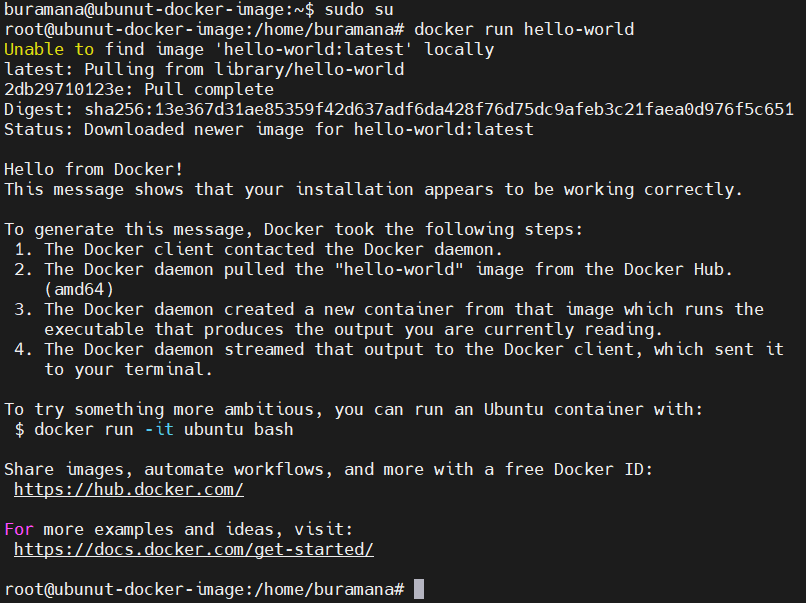 buramana@ubunut-docker-image:~$ sudo su
root@ubunut-docker-image:/home/buramana# docker run hello-world
Unable to find image 'hello-world:latest' locally
latest: Pulling from library/hello-world
2db29710123e: Pull complete
Digest: sha256:13e367d31ae85359f42d637adf6da428f76d75dc9afeb3c21faea0d976f5c651
Status: Downloaded newer image for hello-world:latest

Hello from Docker!
This message shows that your installation appears to be working correctly.

To generate this message, Docker took the following steps:
 1. The Docker client contacted the Docker daemon.
 2. The Docker daemon pulled the "hello-world" image from the Docker Hub.
    (amd64)
 3. The Docker daemon created a new container from that image which runs the
    executable that produces the output you are currently reading.
 4. The Docker daemon streamed that output to the Docker client, which sent it
    to your terminal.

To try something more ambitious, you can run an Ubuntu container with:
 $ docker run -it ubuntu bash

Share images, automate workflows, and more with a free Docker ID:
 https://hub.docker.com/

For more examples and ideas, visit:
 https://docs.docker.com/get-started/

root@ubunut-docker-image:/home/buramana#